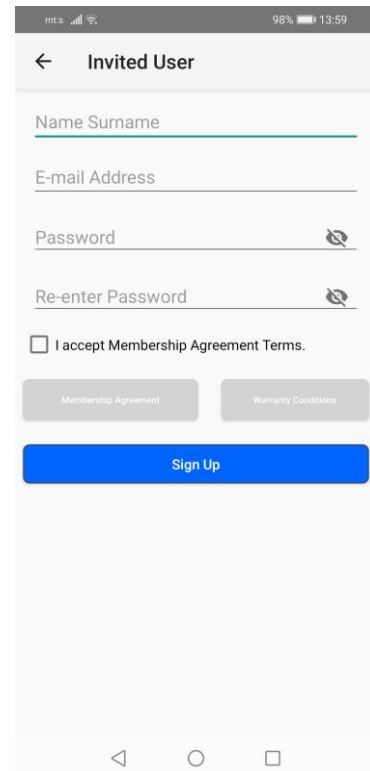 mt:s 98% 13:59
Invited User
Name Surname
E-mail Address
Password
Re-enter Password
I accept Membership Agreement Terms.
Membership Agreement Warranty Conditions
Sign Up